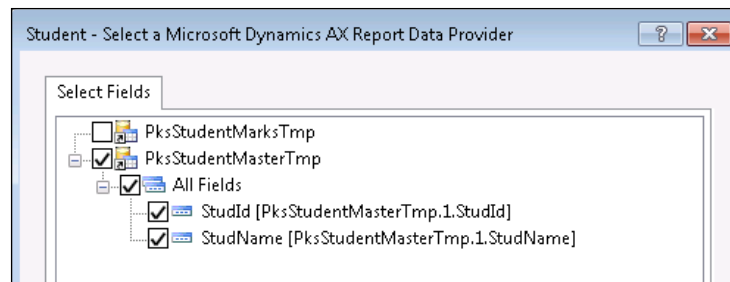 Student - Select a Microsoft Dynamics AX Report Data Provider
Select Fields
PksStudentMarksTmp
PksStudentMasterTmp
All Fields
StudId [PksStudentMasterTmp.1.StudId]
StudName [PksStudentMasterTmp.1.StudName]